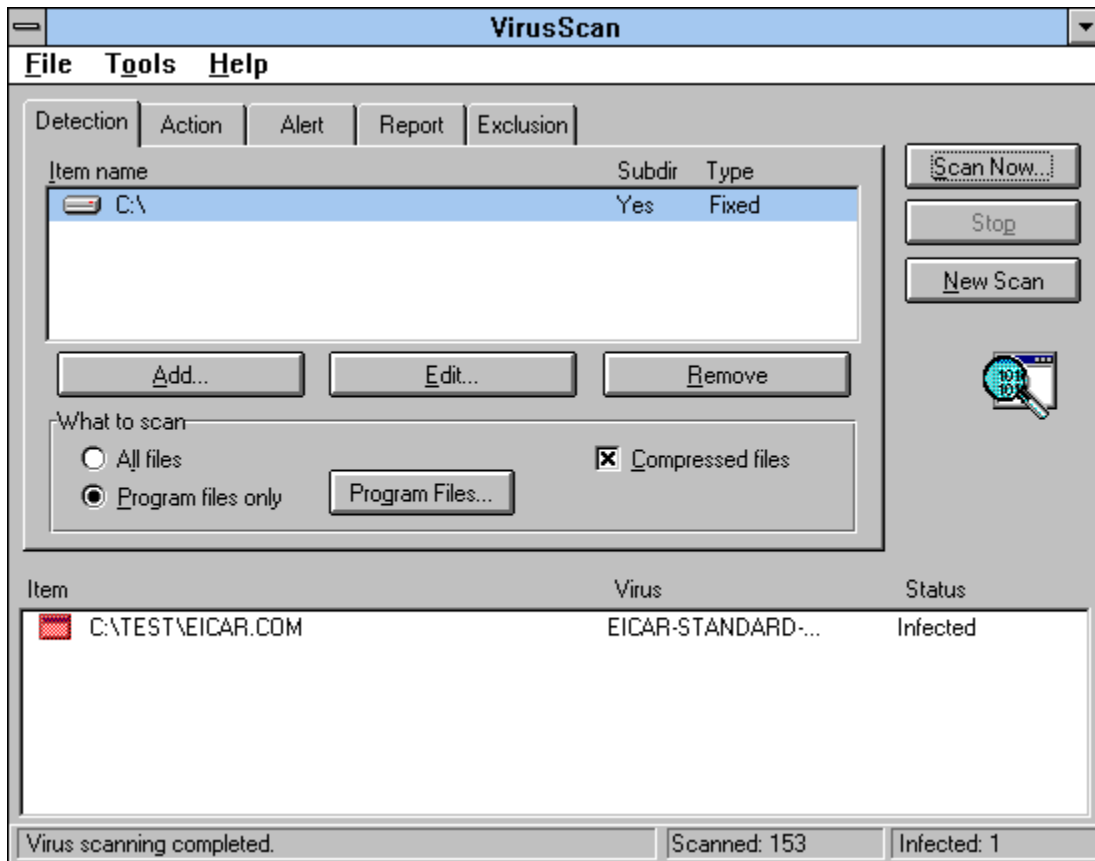 VirusScan
File Tools Help
Detection Action Alert Report Exclusion
Item name Subdir Type
C:\ Yes Fixed
Scan Now...
Stop
New Scan
Add... Edit... Remove
What to scan
All files
Compressed files
Program files only
Program Files...
Item Virus Status
C:\TEST\EICAR.COM EICAR-STANDARD-... Infected
Virus scanning completed. Scanned: 153 Infected: 1